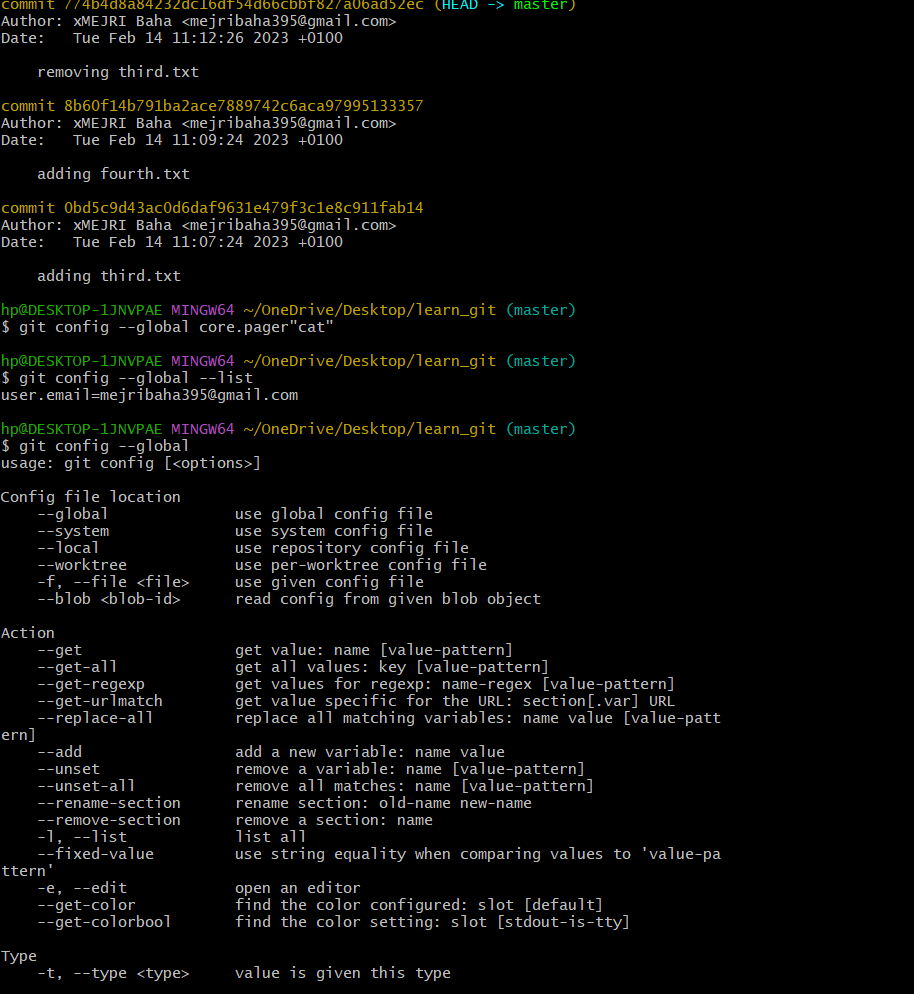 commit 774b4d8a84232dc16df54d66cbbf827a06ad52ec (HEAD -> master)
Author: xMEJRI Baha <mejribaha395@gmail.com>
Date:   Tue Feb 14 11:12:26 2023 +0100
    removing third.txt
commit 8b60f14b791ba2ace7889742c6aca97995133357
Author: xMEJRI Baha <mejribaha395@gmail.com>
Date:   Tue Feb 14 11:09:24 2023 +0100
    adding fourth.txt
commit 0bd5c9d43ac0d6daf9631e479f3c1e8c911fab14
Author: xMEJRI Baha <mejribaha395@gmail.com>
Date:   Tue Feb 14 11:07:24 2023 +0100
    adding third.txt
hp@DESKTOP-1JNVPAE MINGW64 ~/OneDrive/Desktop/learn_git (master)
$ git config --global core.pager"cat"
hp@DESKTOP-1JNVPAE MINGW64 ~/OneDrive/Desktop/learn_git (master)
$ git config --global --list
user.email=mejribaha395@gmail.com
hp@DESKTOP-1JNVPAE MINGW64 ~/OneDrive/Desktop/learn_git (master)
$ git config --global
usage: git config [<options>]
Config file location
    --global              use global config file
    --system              use system config file
    --local               use repository config file
    --worktree            use per-worktree config file
    -f, --file <file>     use given config file
    --blob <blob-id>      read config from given blob object
Action
    --get                 get value: name [value-pattern]
    --get-all             get all values: key [value-pattern]
    --get-regexp          get values for regexp: name-regex [value-pattern]
    --get-urlmatch        get value specific for the URL: section[.var] URL
    --replace-all         replace all matching variables: name value [value-patt
ern]
    --add                 add a new variable: name value
    --unset               remove a variable: name [value-pattern]
    --unset-all           remove all matches: name [value-pattern]
    --rename-section      rename section: old-name new-name
    --remove-section      remove a section: name
    -l, --list            list all
    --fixed-value         use string equality when comparing values to 'value-pa
ttern'
    -e, --edit            open an editor
    --get-color           find the color configured: slot [default]
    --get-colorbool       find the color setting: slot [stdout-is-tty]
Type
    -t, --type <type>     value is given this type